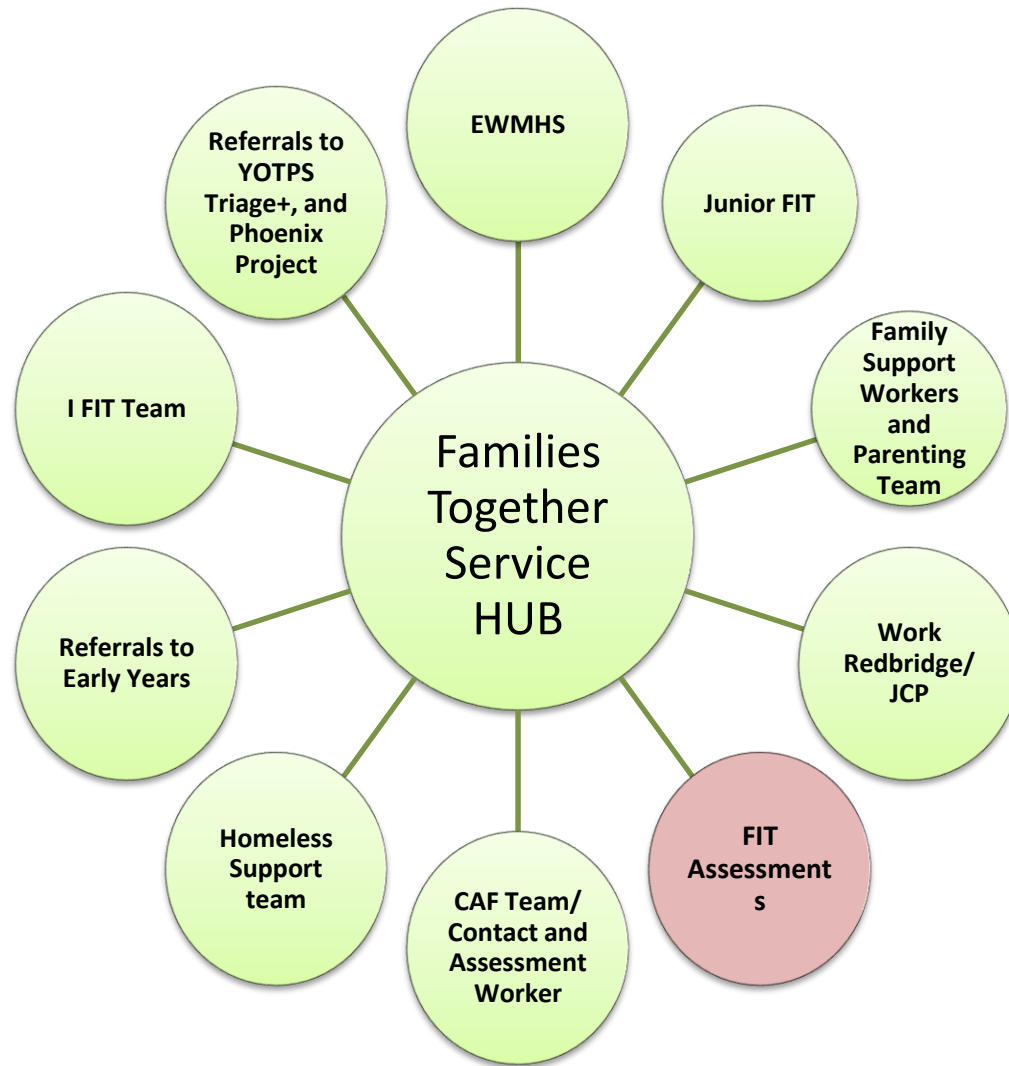 EWMHS
Junior FIT
Family
Support
Workers
and
Parenting
Team
Work
Redbridge/
JCP
FIT
Assessment
s
CAF Team/
Contact and
Assessment
Worker
Homeless
Support
team
Referrals to
Early Years
I FIT Team
Referrals to
YOTPS
Triage+, and
Phoenix
Project
Families
Together
Service
HUB